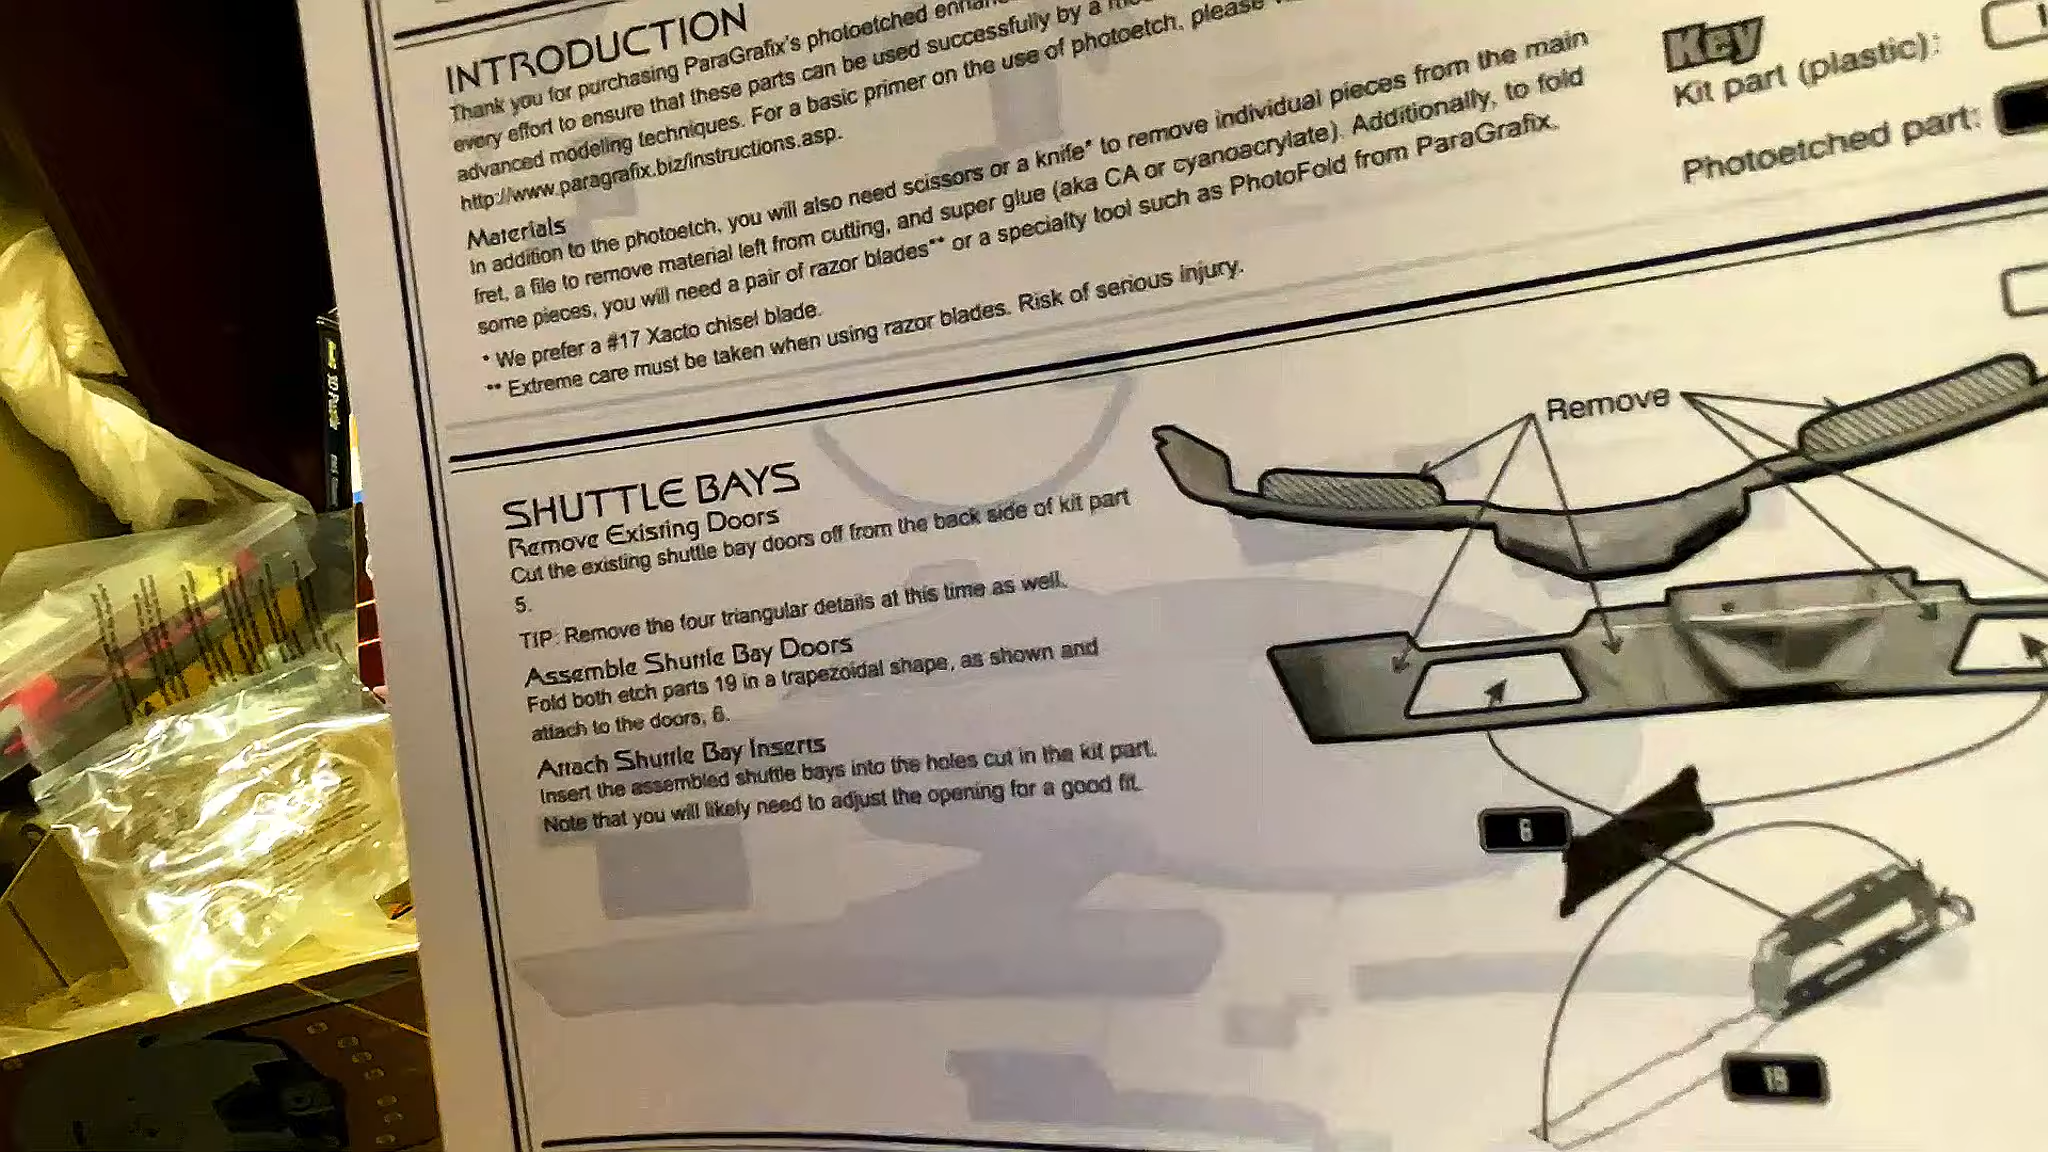 INTRODUCTION
Thank you for purchasing ParaGrafix's photoetched
every effort to ensure that these parts can be used successfully by a
advanced modeling techniques. For a basic primer on the use of photoetch, please
http://www.paragrafix.biz/instructions.asp.
Materials
In addition to the photoetch, you will also need scissors or a knife* to remove individual pieces from the main
fret, a file to remove material left from cutting, and super glue (aka CA or cyanoacrylate). Additionally, to fold
some pieces, you will need a pair of razor blades** or a specialty tool such as PhotoFold from ParaGrafix.
* We prefer a #17 Xacto chisel blade.
** Extreme care must be taken when using razor blades. Risk of serious injury.
Key
Kit part (plastic):
Photoetched part:
SHUTTLE BAYS
Remove Existing Doors
Cut the existing shuttle bay doors off from the back side of kit part
5.
TIP: Remove the four triangular details at this time as well.
Assemble Shuttle Bay Doors
Fold both etch parts 19 in a trapezoidal shape, as shown and
attach to the doors, 6.
Attach Shuttle Bay Inserts
Insert the assembled shuttle bays into the holes cut in the kit part.
Note that you will likely need to adjust the opening for a good fit.
Remove
6
19